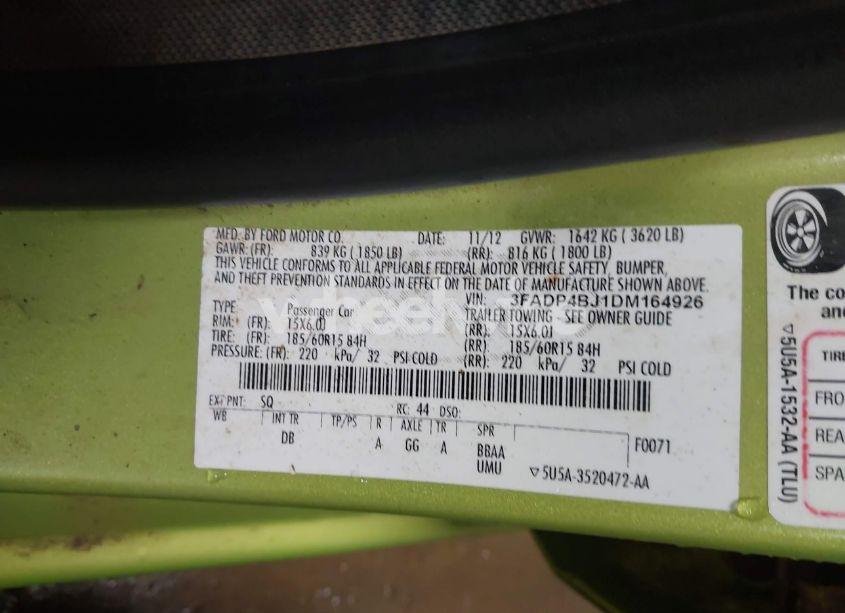 MFD. BY FORD MOTOR CO. DATE: 11/12 GVWR: 1642 KG ( 3620 LB)
GAWR: (FR): 839 KG ( 1850 LB) (RR): 816 KG ( 1800 LB)
THIS VEHICLE CONFORMS TO ALL APPLICABLE FEDERAL MOTOR VEHICLE SAFETY, BUMPER,
AND THEFT PREVENTION STANDARDS IN EFFECT ON THE DATE OF MANUFACTURE SHOWN ABOVE.
VIN: 3FADP4BJ1DM164926
TYPE: Passenger Car TRAILER TOWING - SEE OWNER GUIDE
RIM: (FR): 15X6.0J (RR): 15X6.0J
TIRE: (FR): 185/60R15 84H (RR): 185/60R15 84H
PRESSURE: (FR): 220 kPa/ 32 PSI COLD (RR): 220 kPa/ 32 PSI COLD
EXT PNT: SQ RC: 44 DSO:
WB INT TR TP/PS R AXLE TR SPR F0071
DB A GG A BBAA
UMU ▽5U5A-3520472-AA
The co
an
▽5U5A-1532-AA (TLU)
TIR
FRO
REA
SPA